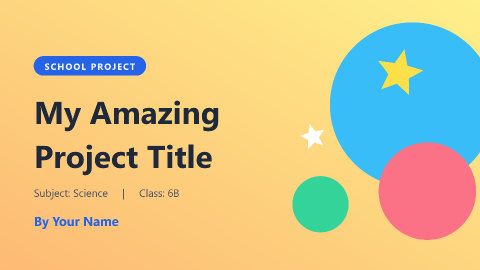 SCHOOL PROJECT
My Amazing
Project Title
Subject: Science | Class: 6B
By Your Name